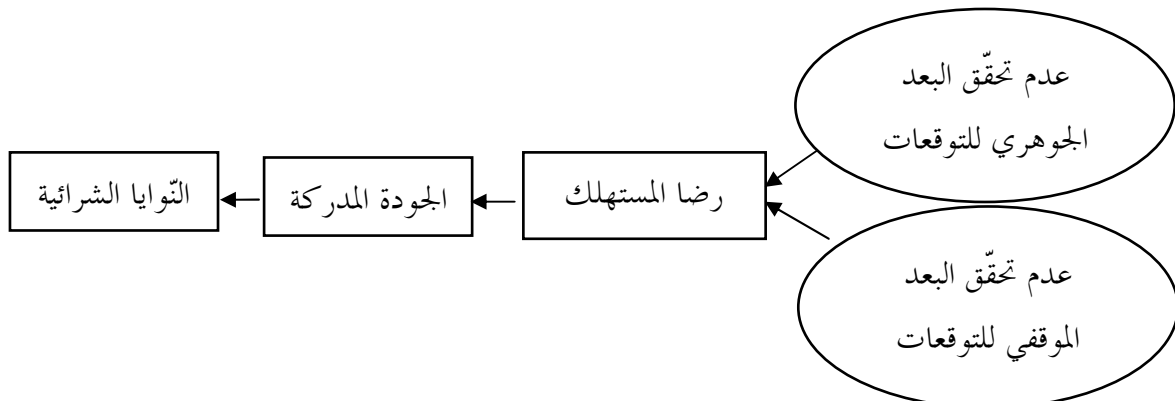 عدم تحقّق البعد
الجوهري للتوقعات
رضا المستهلك
الجودة المدركة
النّوايا الشرائية
عدم تحقّق البعد
الموقفي للتوقعات